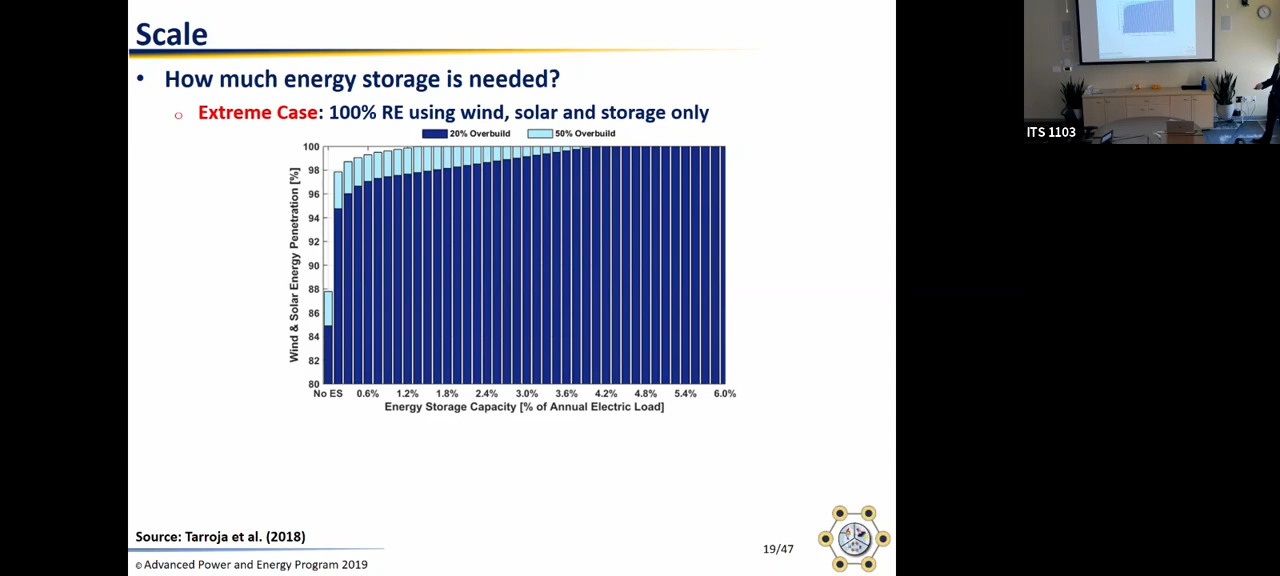 Scale
• How much energy storage is needed?
o Extreme Case: 100% RE using wind, solar and storage only
20% Overbuild 50% Overbuild
100
98
96
94
92
90
88
86
84
82
80
Wind & Solar Energy Penetration [%]
No ES 0.6% 1.2% 1.8% 2.4% 3.0% 3.6% 4.2% 4.8% 5.4% 6.0%
Energy Storage Capacity [% of Annual Electric Load]
Source: Tarroja et al. (2018)
19/47
© Advanced Power and Energy Program 2019
ITS 1103